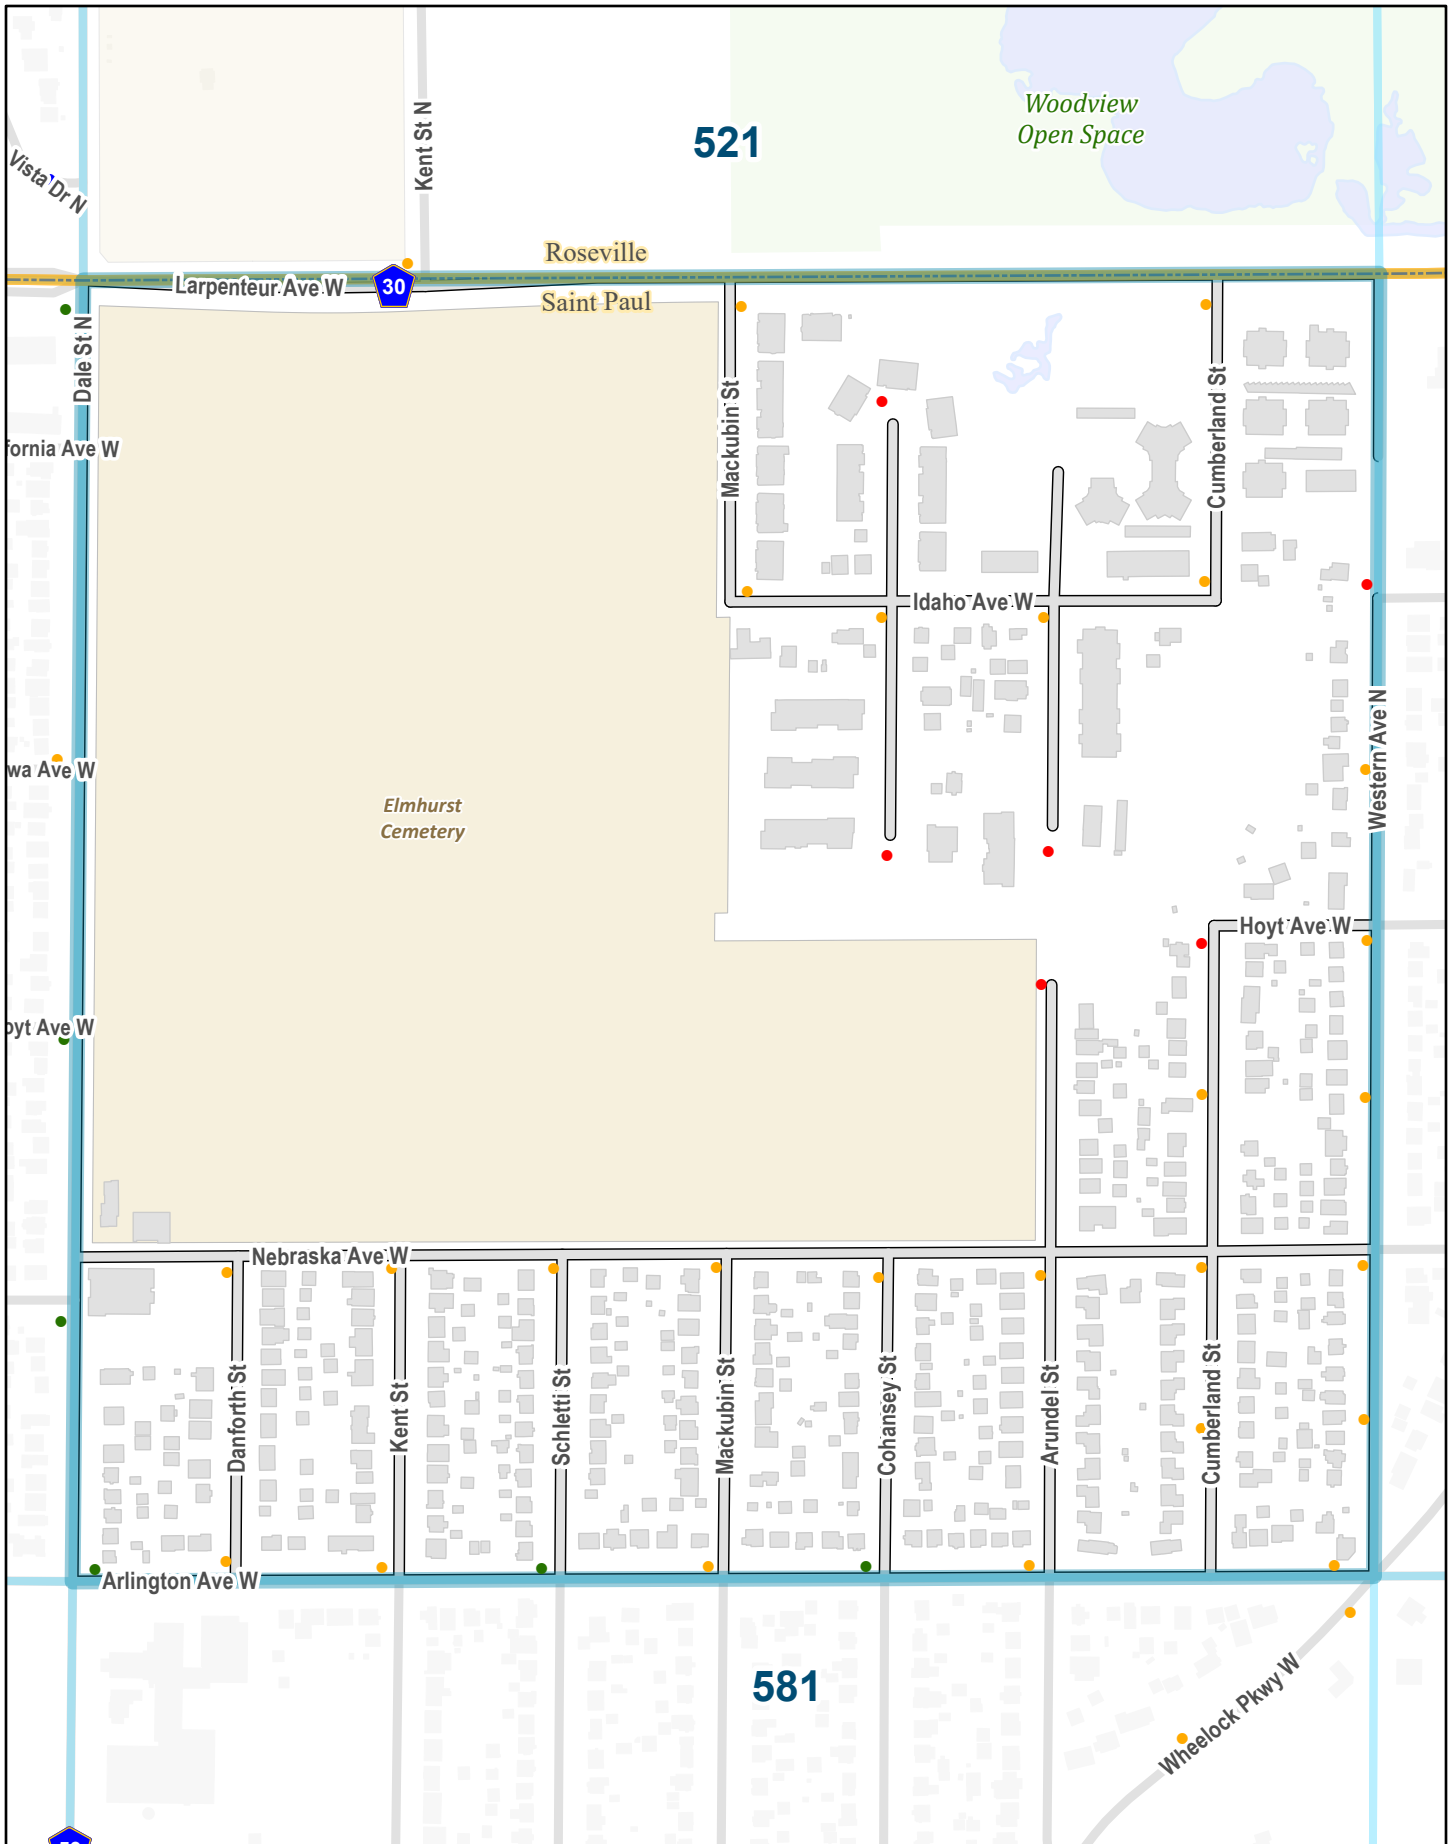 Woodview
Open Space
521
Kent St N
Vista Dr N
Roseville
Larpenteur Ave W
30
Saint Paul
Dale St N
Mackubin St
Cumberland St
fornia Ave W
Idaho Ave W
Western Ave N
wa Ave W
Elmhurst
Cemetery
Hoyt Ave W
oyt Ave W
Nebraska Ave W
Danforth St
Kent St
Schletti St
Mackubin St
Cohansey St
Arundel St
Cumberland St
Arlington Ave W
581
Wheelock Pkwy W